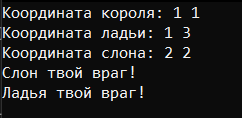 Координата короля: 1 1
Координата ладьи: 1 3
Координата слона: 2 2
Слон твой враг!
Ладья твой враг!